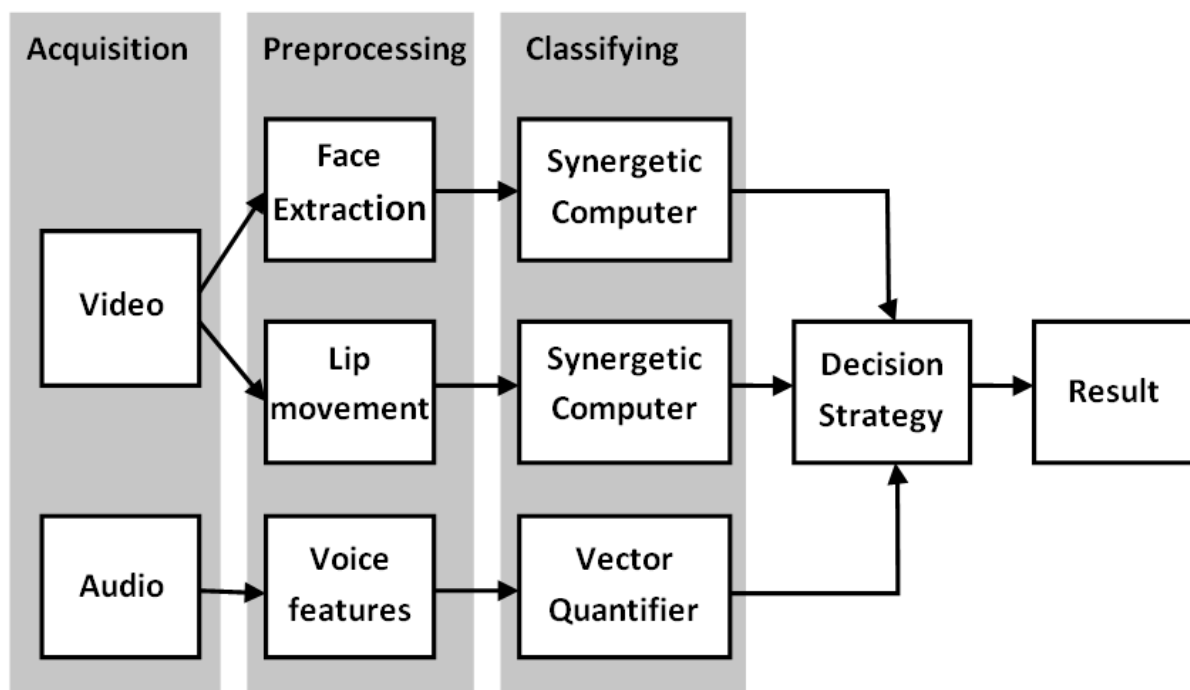 Acquisition
Preprocessing
Classifying
Face
Extraction
Synergetic
Computer
Video
Lip
movement
Synergetic
Computer
Decision
Strategy
Result
Audio
Voice
features
Vector
Quantifier